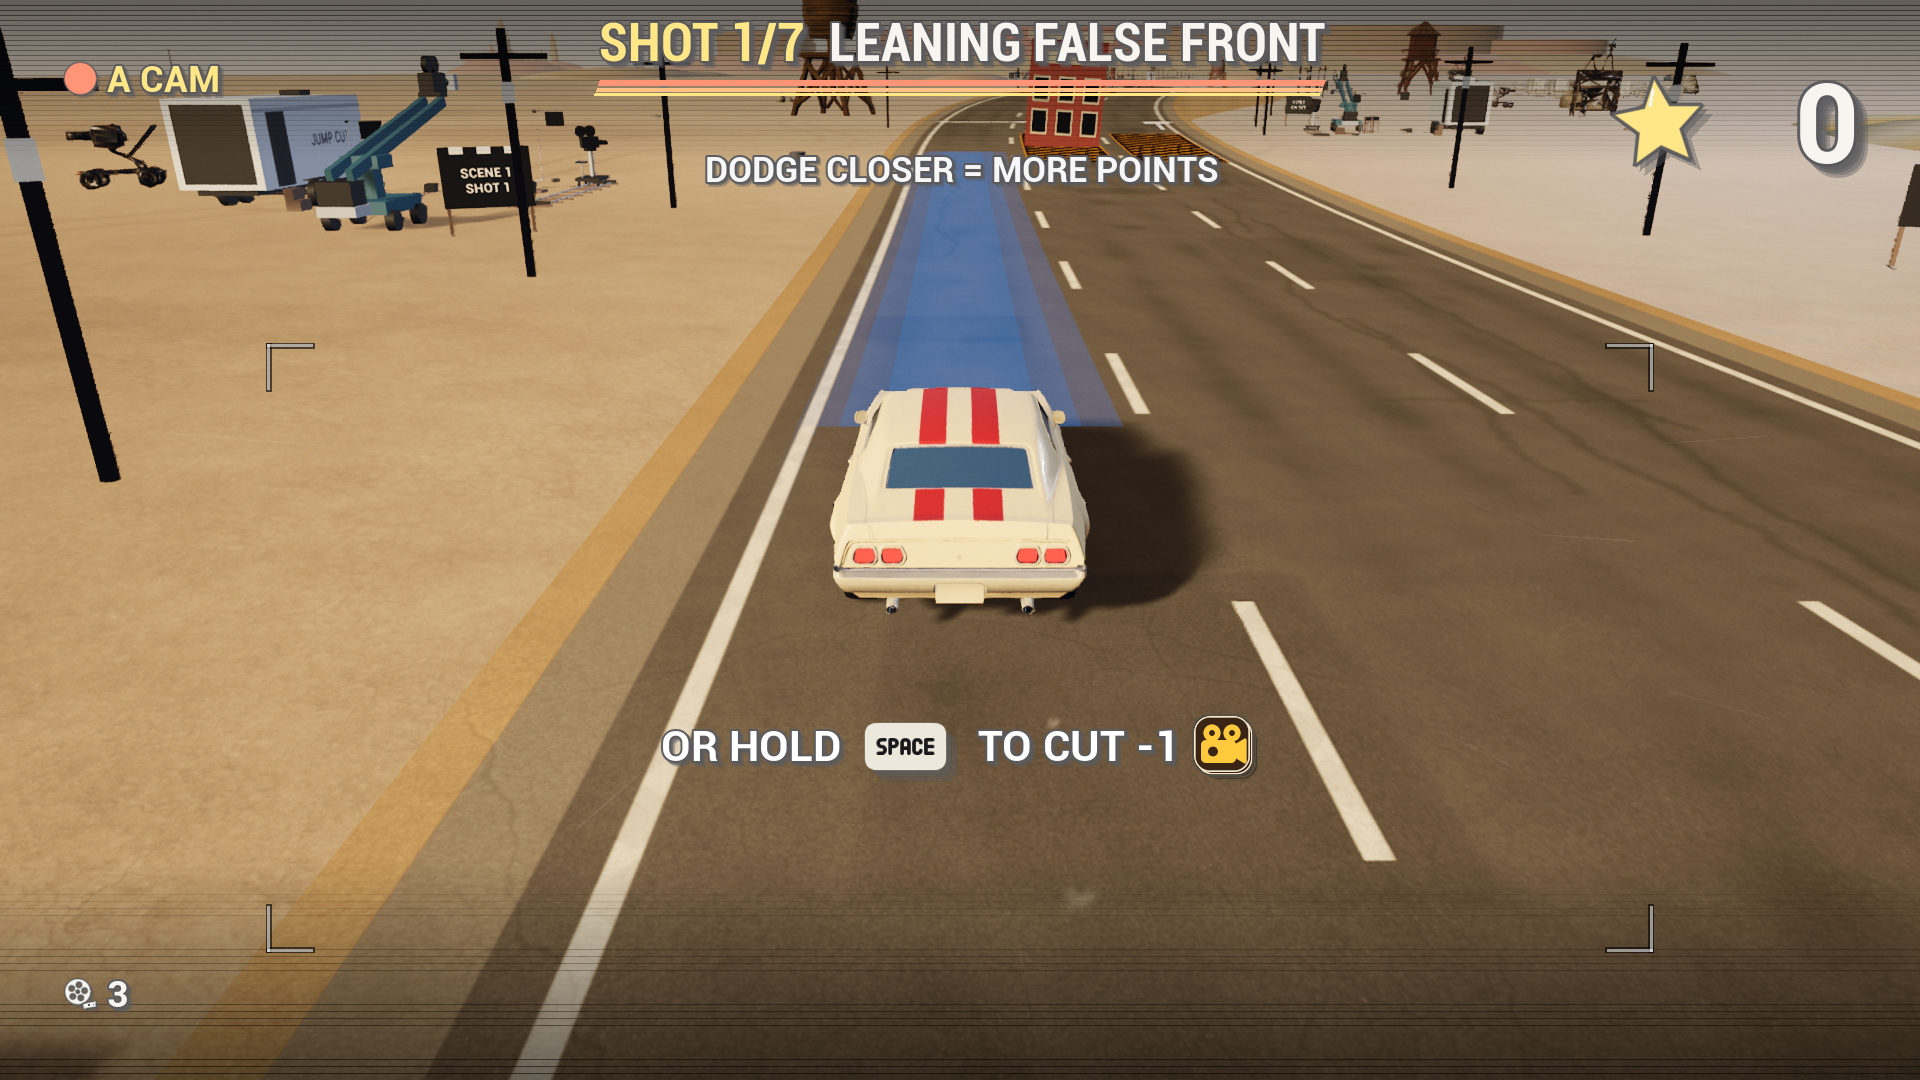 SHOT 1/7 LEANING FALSE FRONT
A CAM
0
JUMP CUT
SCENE 1
SHOT 1
DODGE CLOSER = MORE POINTS
OR HOLD SPACE TO CUT -1
3